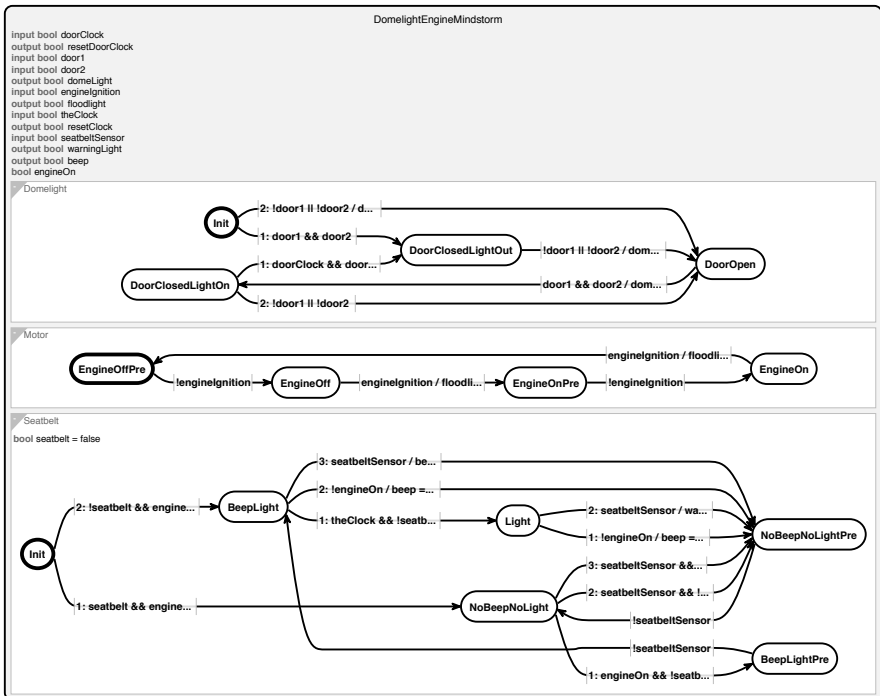 DomelightEngineMindstorm
input bool doorClock
output bool resetDoorClock
input bool door1
input bool door2
output bool domeLight
input bool engineIgnition
output bool floodlight
input bool theClock
output bool resetClock
input bool seatbeltSensor
output bool warningLight
output bool beep
bool engineOn
- Domelight
2: !door1 || !door2 / d...
Init
1: door1 && door2
DoorClosedLightOut
!door1 || !door2 / dom...
1: doorClock && door...
DoorOpen
DoorClosedLightOn
door1 && door2 / dom...
2: !door1 || !door2
- Motor
engineIgnition / floodli...
EngineOffPre
EngineOn
!engineIgnition
EngineOff
engineIgnition / floodli...
EngineOnPre
!engineIgnition
- Seatbelt
bool seatbelt = false
3: seatbeltSensor / be...
2: !engineOn / beep =...
2: !seatbelt && engine...
BeepLight
1: theClock && !seatb...
Light
2: seatbeltSensor / wa...
1: !engineOn / beep =...
NoBeepNoLightPre
Init
3: seatbeltSensor &&...
2: seatbeltSensor && !...
1: seatbelt && engine...
NoBeepNoLight
!seatbeltSensor
!seatbeltSensor
BeepLightPre
1: engineOn && !seatb...